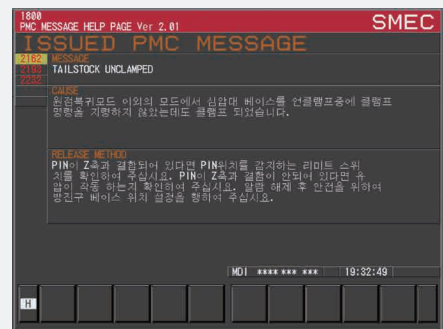 1800
PMC MESSAGE HELP PAGE Ver 2.01
SMEC
ISSUED PMC MESSAGE
2162
2193
2232
MESSAGE
TAILSTOCK UNCLAMPED
CAUSE
원점복귀모드 이외의 모드에서 심압대 베이스를 언클램프중에 클램프
명령을 지령하지 않았는데도 클램프 되었습니다.
RELEASE METHOD
PIN이 Z축과 결합되어 있다면 PIN위치를 감지하는 리미트 스위
치를 확인하여 주십시요. PIN이 Z축과 결합이 안되어 있다면 유
압이 작동 하는지 확인하여 주십시요. 알람 해제 후 안전을 위하여
방진구 베이스 위치 설정을 행하여 주십시요.
MDI **** *** ***
19:32:49
H